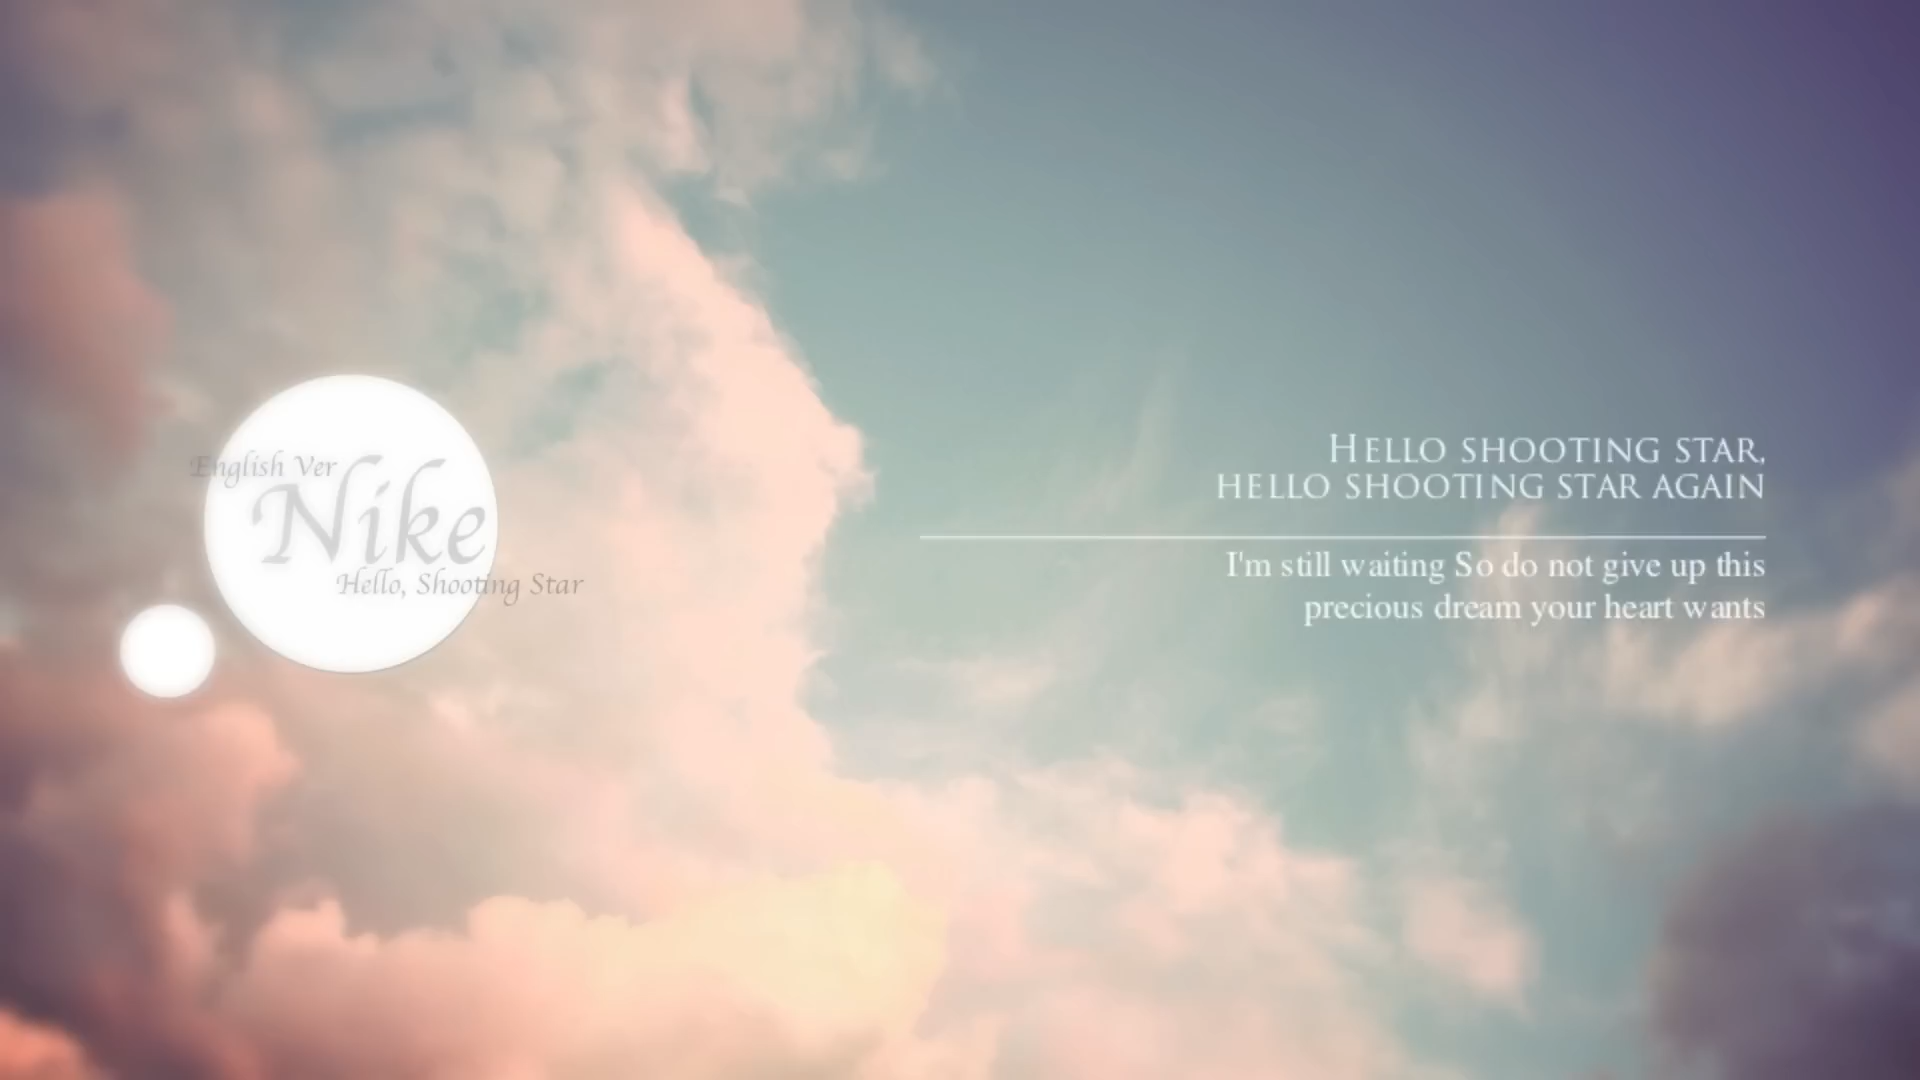 English Ver
Nike
Hello, Shooting Star
HELLO SHOOTING STAR,
HELLO SHOOTING STAR AGAIN
I'm still waiting So do not give up this
precious dream your heart wants